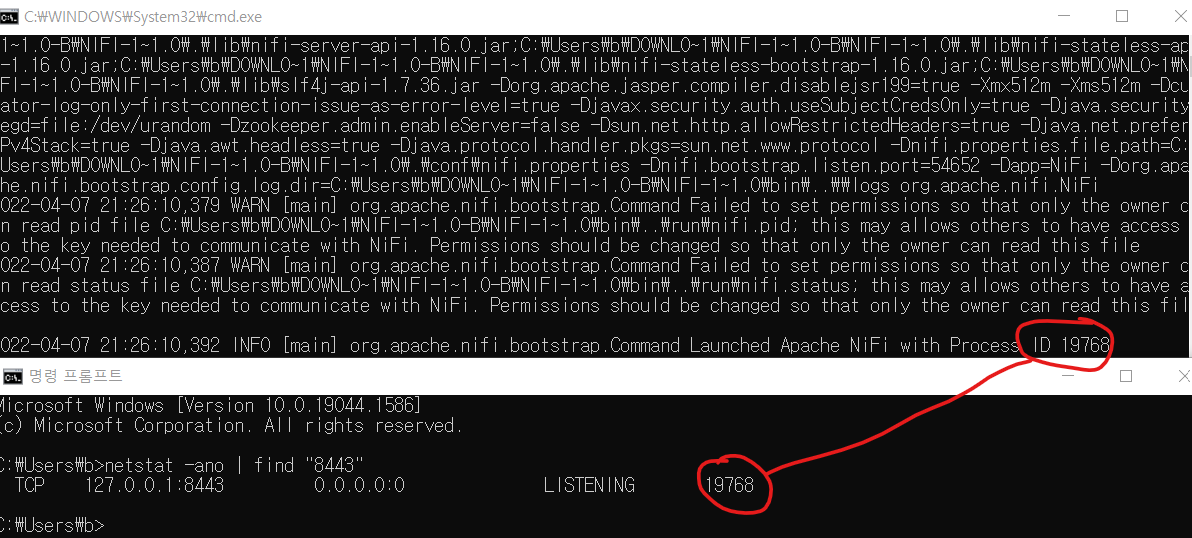 C:₩WINDOWS₩System32₩cmd.exe
1~1.0-B₩NIFI-1~1.0₩.₩lib₩nifi-server-api-1.16.0.jar;C:₩Users₩b₩DOWNLO~1₩NIFI-1~1.0-B₩NIFI-1~1.0₩.₩lib₩nifi-stateless-ap
-1.16.0.jar;C:₩Users₩b₩DOWNLO~1₩NIFI-1~1.0-B₩NIFI-1~1.0₩.₩lib₩nifi-stateless-bootstrap-1.16.0.jar;C:₩Users₩b₩DOWNLO~1₩N
FI-1~1.0-B₩NIFI-1~1.0₩.₩lib₩slf4j-api-1.7.36.jar -Dorg.apache.jasper.compiler.disablejsr199=true -Xmx512m -Xms512m -Dcu
ator-log-only-first-connection-issue-as-error-level=true -Djavax.security.auth.useSubjectCredsOnly=true -Djava.security
egd=file:/dev/urandom -Dzookeeper.admin.enableServer=false -Dsun.net.http.allowRestrictedHeaders=true -Djava.net.prefer
Pv4Stack=true -Djava.awt.headless=true -Djava.protocol.handler.pkgs=sun.net.www.protocol -Dnifi.properties.file.path=C:
Users₩b₩DOWNLO~1₩NIFI-1~1.0-B₩NIFI-1~1.0₩.₩conf₩nifi.properties -Dnifi.bootstrap.listen.port=54652 -Dapp=NiFi -Dorg.apa
he.nifi.bootstrap.config.log.dir=C:₩Users₩b₩DOWNLO~1₩NIFI-1~1.0-B₩NIFI-1~1.0₩bin₩..₩₩logs org.apache.nifi.NiFi
022-04-07 21:26:10,379 WARN [main] org.apache.nifi.bootstrap.Command Failed to set permissions so that only the owner c
n read pid file C:₩Users₩b₩DOWNLO~1₩NIFI-1~1.0-B₩NIFI-1~1.0₩bin₩..₩run₩nifi.pid; this may allows others to have access
o the key needed to communicate with NiFi. Permissions should be changed so that only the owner can read this file
022-04-07 21:26:10,387 WARN [main] org.apache.nifi.bootstrap.Command Failed to set permissions so that only the owner c
n read status file C:₩Users₩b₩DOWNLO~1₩NIFI-1~1.0-B₩NIFI-1~1.0₩bin₩..₩run₩nifi.status; this may allows others to have a
cess to the key needed to communicate with NiFi. Permissions should be changed so that only the owner can read this fil
022-04-07 21:26:10,392 INFO [main] org.apache.nifi.bootstrap.Command Launched Apache NiFi with Process ID 19768
명령 프롬프트
Microsoft Windows [Version 10.0.19044.1586]
(c) Microsoft Corporation. All rights reserved.
C:₩Users₩b>netstat -ano | find "8443"
TCP 127.0.0.1:8443 0.0.0.0:0 LISTENING 19768
C:₩Users₩b>